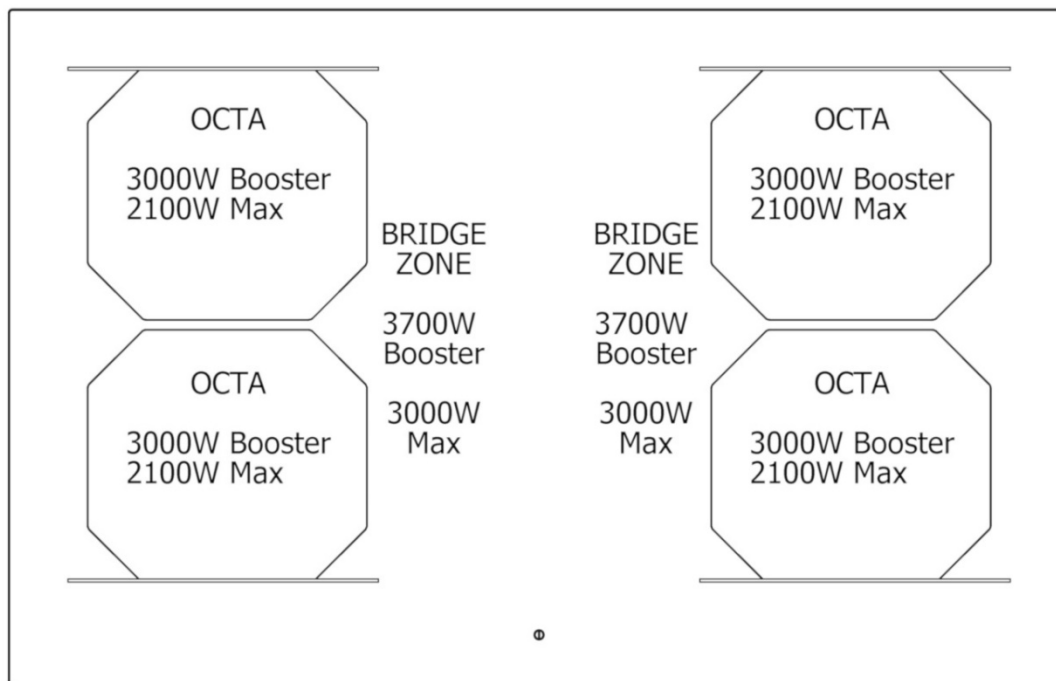 OCTA
3000W Booster
2100W Max
OCTA
3000W Booster
2100W Max
BRIDGE
ZONE
3700W
Booster
3000W
Max
BRIDGE
ZONE
3700W
Booster
3000W
Max
OCTA
3000W Booster
2100W Max
OCTA
3000W Booster
2100W Max